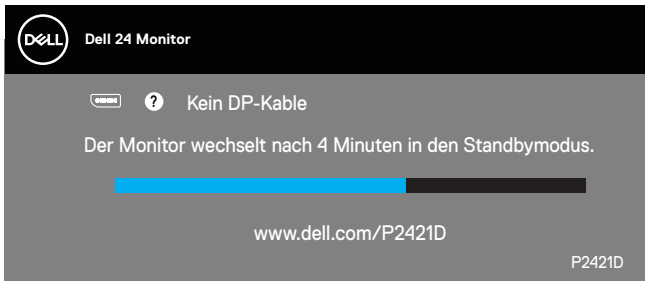 DELL
Dell 24 Monitor
? Kein DP-Kable
Der Monitor wechselt nach 4 Minuten in den Standbymodus.
www.dell.com/P2421D
P2421D